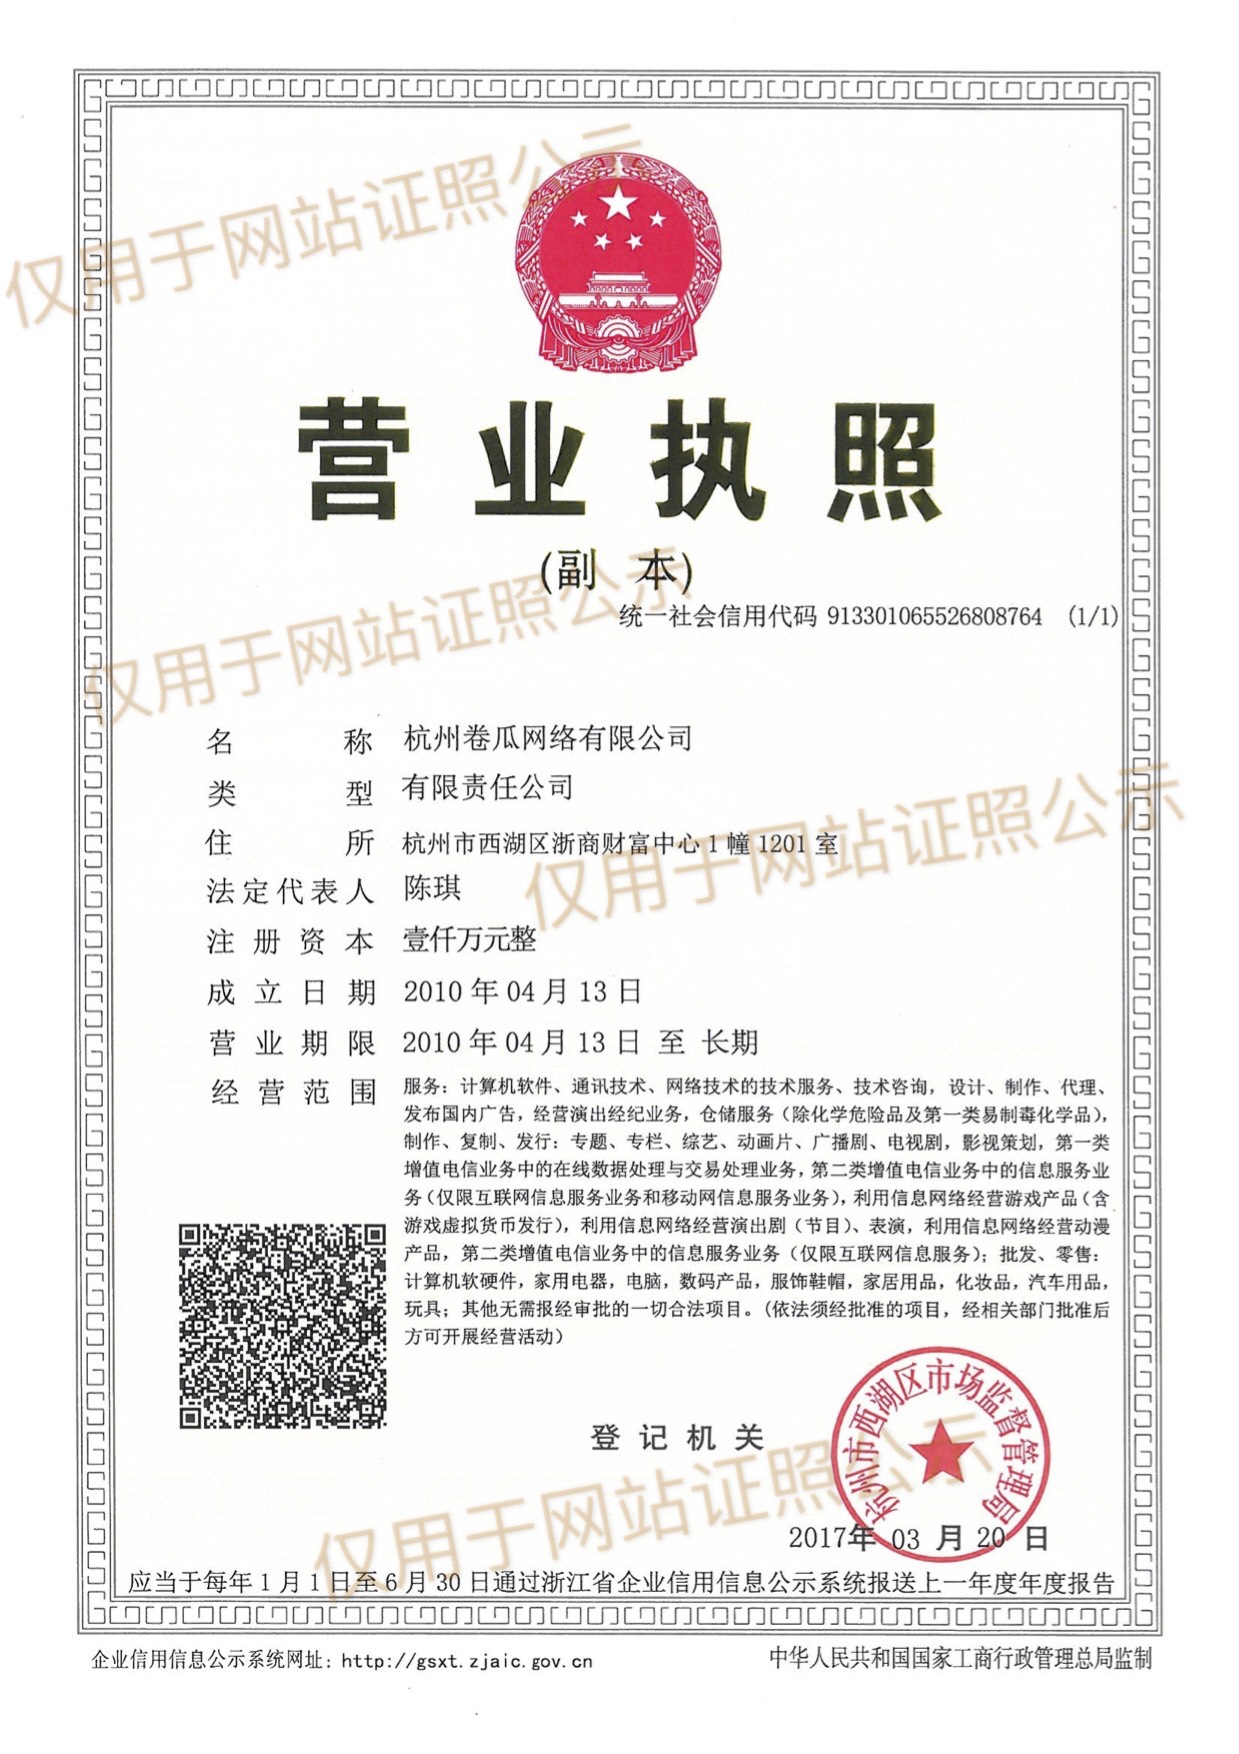 仅用于网站证照公示
营业执照
(副 本)
仅用于网站证照公示
统一社会信用代码 913301065526808764 (1/1)
名 称 杭州卷瓜网络有限公司
类 型 有限责任公司
仅用于网站证照公示
住 所 杭州市西湖区浙商财富中心1幢1201室
法定代表人 陈琪
注册资本 壹仟万元整
成立日期 2010年04月13日
营业期限 2010年04月13日 至 长期
经营范围 服务：计算机软件、通讯技术、网络技术的技术服务、技术咨询，设计、制作、代理、
发布国内广告，经营演出经纪业务，仓储服务（除化学危险品及第一类易制毒化学品），
制作、复制、发行：专题、专栏、综艺、动画片、广播剧、电视剧，影视策划，第一类
增值电信业务中的在线数据处理与交易处理业务，第二类增值电信业务中的信息服务业
务（仅限互联网信息服务业务和移动网信息服务业务），利用信息网络经营游戏产品（含
游戏虚拟货币发行），利用信息网络经营演出剧（节目）、表演，利用信息网络经营动漫
产品，第二类增值电信业务中的信息服务业务（仅限互联网信息服务）；批发、零售：
计算机软硬件，家用电器，电脑，数码产品，服饰鞋帽，家居用品，化妆品，汽车用品，
玩具；其他无需报经审批的一切合法项目。（依法须经批准的项目，经相关部门批准后
方可开展经营活动）
登记机关
杭州市西湖区市场监督管理局
仅用于网站证照公示
2017年 03 月 20 日
应当于每年1月1日至6月30日通过浙江省企业信用信息公示系统报送上一年度年度报告
企业信用信息公示系统网址：http://gsxt.zjaic.gov.cn
中华人民共和国国家工商行政管理总局监制